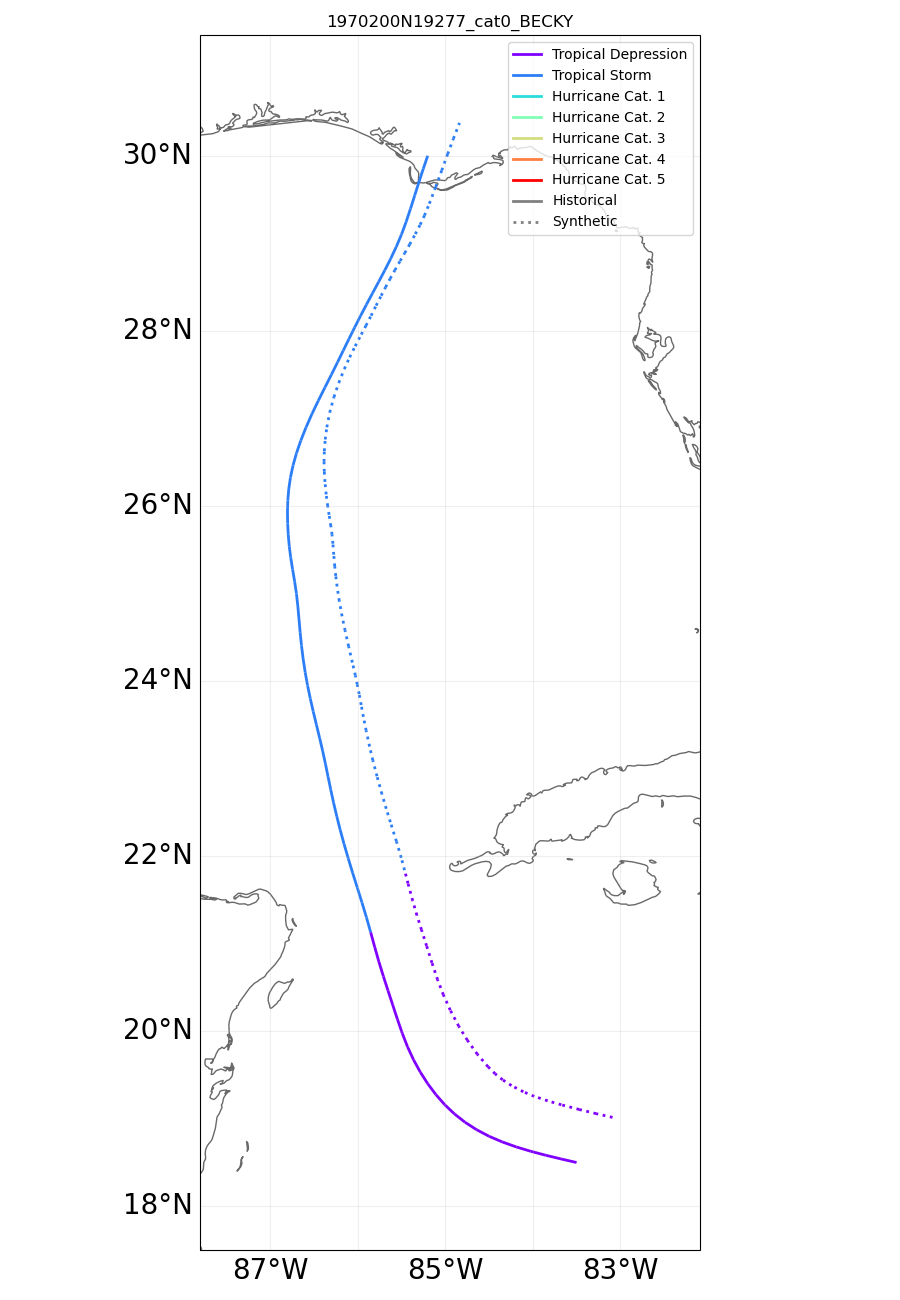 1970200N19277_cat0_BECKY
Tropical Depression
Tropical Storm
Hurricane Cat. 1
Hurricane Cat. 2
Hurricane Cat. 3
Hurricane Cat. 4
Hurricane Cat. 5
Historical
Synthetic
30°N
28°N
26°N
24°N
22°N
20°N
18°N
87°W 85°W 83°W